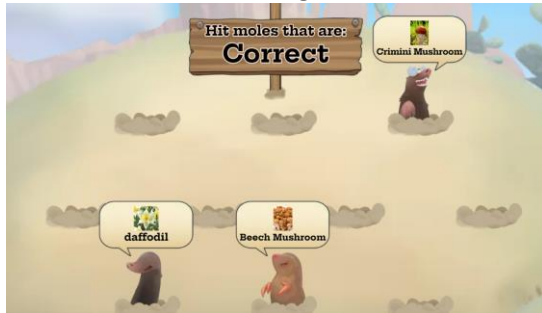 Hit moles that are:
Correct
Crimini Mushroom
daffodil
Beech Mushroom